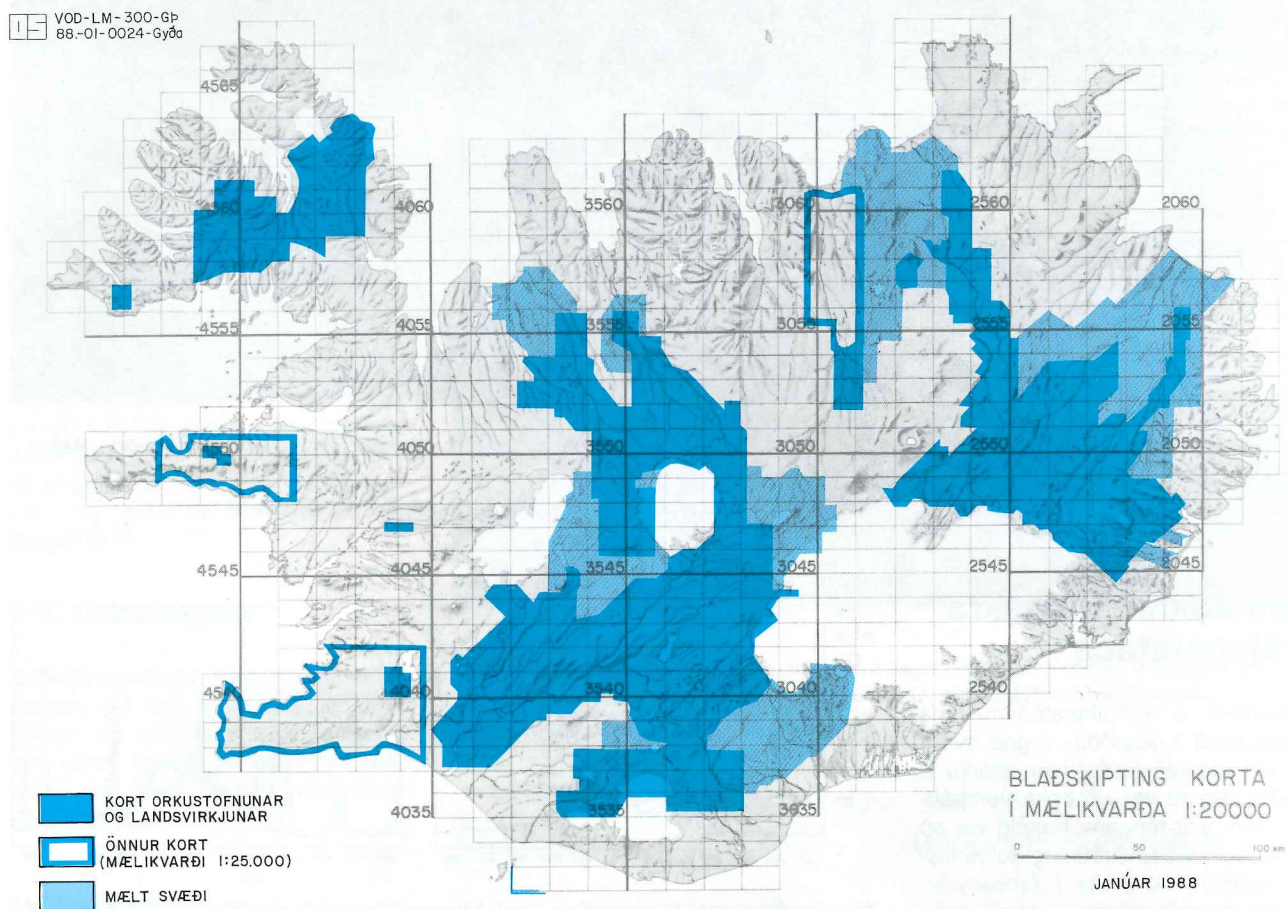 VOD-LM-300-GÞ
88.-01-0024-Gyða
4565
4560 4060 3560 3060 2560 2060
4555 4055 3555 3055 2555 2055
4550 4050 3550 3050 2550 2050
4545 4045 3545 3045 2545 2045
4540 4040 3540 3040 2540
4035 3535 3035
BLAÐSKIPTING KORTA
Í MÆLIKVARÐA 1:20000
0 50 100 km
JANÚAR 1988
KORT ORKUSTOFNUNAR
OG LANDSVIRKJUNAR
ÖNNUR KORT
(MÆLIKVARÐI 1:25.000)
MÆLT SVÆÐI